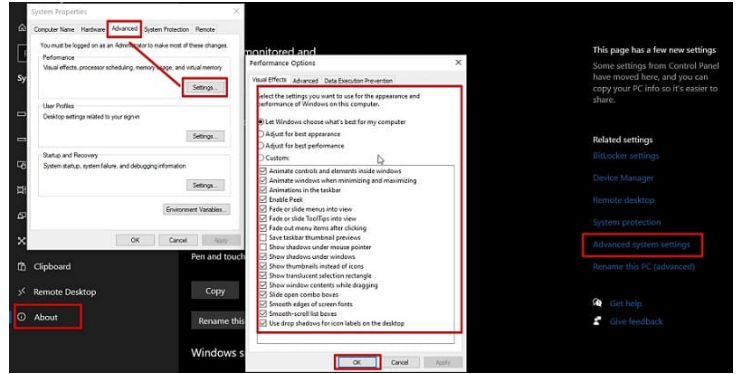 System Properties
Computer Name Hardware Advanced System Protection Remote
You must be logged on as an Administrator to make most of these changes.
Performance
Visual effects, processor scheduling, memory usage, and virtual memory
Settings...
User Profiles
Desktop settings related to your sign-in
Settings...
Startup and Recovery
System startup, system failure, and debugging information
Settings...
Environment Variables...
OK Cancel Apply
Sy
Clipboard
Remote Desktop
About
monitored and
Pen and touch
Copy
Rename this
Windows s
Performance Options
Visual Effects Advanced Data Execution Prevention
Select the settings you want to use for the appearance and
performance of Windows on this computer.
Let Windows choose what's best for my computer
Adjust for best appearance
Adjust for best performance
Custom:
Animate controls and elements inside windows
Animate windows when minimizing and maximizing
Animations in the taskbar
Enable Peek
Fade or slide menus into view
Fade or slide ToolTips into view
Fade out menu items after clicking
Save taskbar thumbnail previews
Show shadows under mouse pointer
Show shadows under windows
Show thumbnails instead of icons
Show translucent selection rectangle
Show window contents while dragging
Slide open combo boxes
Smooth edges of screen fonts
Smooth-scroll list boxes
Use drop shadows for icon labels on the desktop
OK Cancel Apply
This page has a few new settings
Some settings from Control Panel
have moved here, and you can
copy your PC info so it's easier to
share.
Related settings
BitLocker settings
Device Manager
Remote desktop
System protection
Advanced system settings
Rename this PC (advanced)
Get help
Give feedback